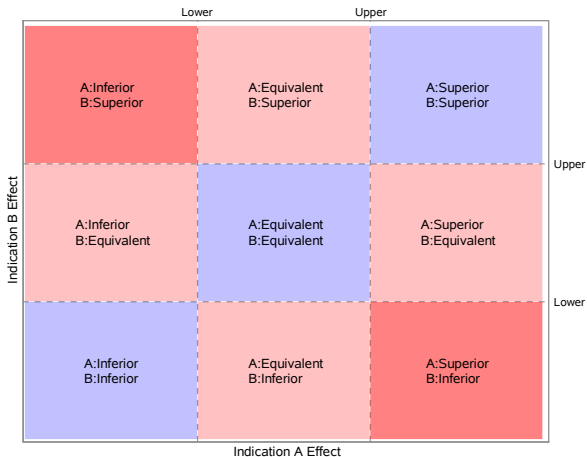 Lower
Upper
A:Inferior
B:Superior
A:Equivalent
B:Superior
A:Superior
B:Superior
Upper
A:Inferior
B:Equivalent
A:Equivalent
B:Equivalent
A:Superior
B:Equivalent
Indication B Effect
Lower
A:Inferior
B:Inferior
A:Equivalent
B:Inferior
A:Superior
B:Inferior
Indication A Effect